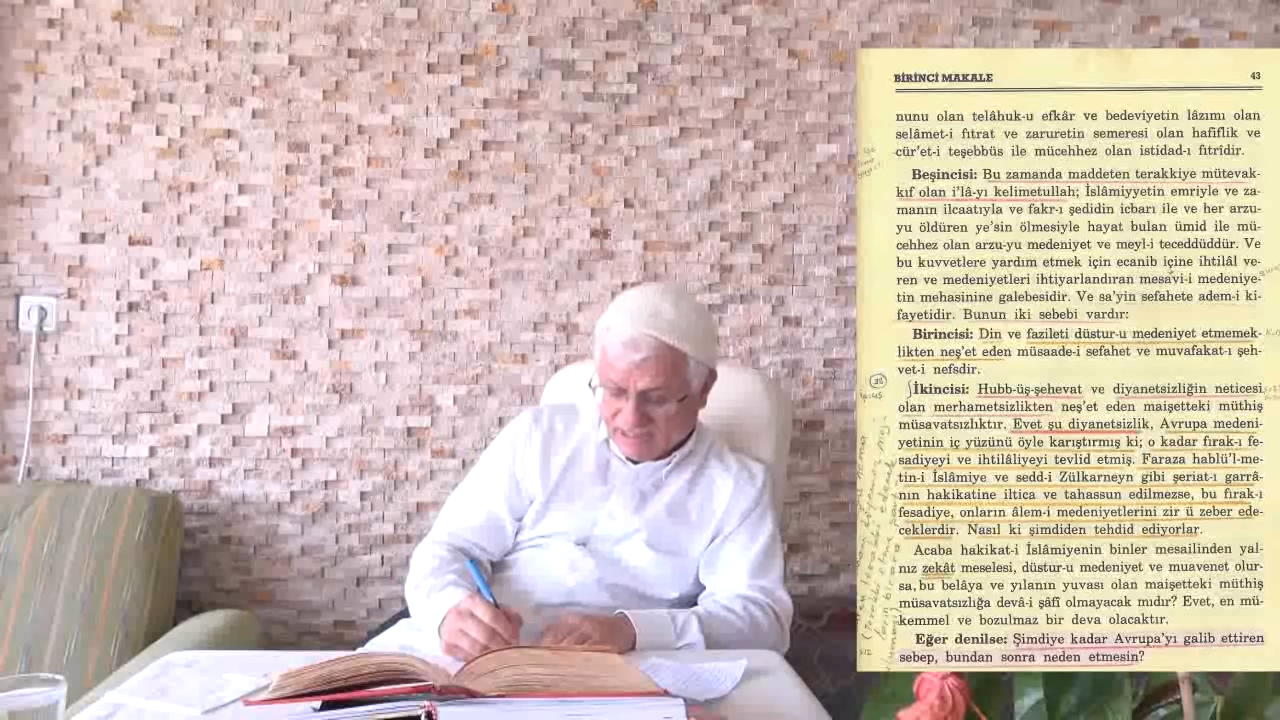 BİRİNCİ MAKALE 43
nunu olan telâhuk-u efkâr ve bedeviyetin lâzımı olan
selâmet-i fıtrat ve zaruretin semeresi olan hafiflik ve
cür'et-i teşebbüs ile mücehhez olan istidad-ı fıtrîdir.
Beşincisi: Bu zamanda maddeten terakkiye mütevak-
kıf olan i'lâ-yı kelimetullah; İslâmiyyetin emriyle ve za-
manın ilcaatıyla ve fakr-ı şedidin icbarı ile ve her arzu-
yu öldüren ye'sin ölmesiyle hayat bulan ümid ile mü-
cehhez olan arzu-yu medeniyet ve meyl-i teceddüddür. Ve
bu kuvvetlere yardım etmek için ecanib içine ihtilâl ve-
ren ve medeniyetleri ihtiyarlandıran mesavi-i medeniye-
tin mehasinine galebesidir. Ve sa'yin sefahete adem-i ki-
fayetidir. Bunun iki sebebi vardır:
Birincisi: Din ve fazileti düstur-u medeniyet etmemek-
likten neş'et eden müsaade-i sefahet ve muvafakat-ı şeh-
vet-i nefsdir.
İkincisi: Hubb-üş-şehevat ve diyanetsizliğin neticesi
olan merhametsizlikten neş'et eden maişetteki müthiş
müsavatsızlıktır. Evet şu diyanetsizlik, Avrupa medeni-
yetinin iç yüzünü öyle karıştırmış ki; o kadar fırak-ı fe-
sadiyeyi ve ihtilâliyeyi tevlid etmiş. Faraza hablü'l-me-
tin-i İslâmiye ve sedd-i Zülkarneyn gibi şeriat-ı garrâ-
nın hakikatine iltica ve tahassun edilmezse, bu fırak-ı
fesadiye, onların âlem-i medeniyetlerini zir ü zeber ede-
ceklerdir. Nasıl ki şimdiden tehdid ediyorlar.
Acaba hakikat-i İslâmiyenin binler mesailinden yal-
nız zekât meselesi, düstur-u medeniyet ve muavenet olur-
sa, bu belâya ve yılanın yuvası olan maişetteki müthiş
müsavatsızlığa devâ-i şâfî olmayacak mıdır? Evet, en mü-
kemmel ve bozulmaz bir deva olacaktır.
Eğer denilse: Şimdiye kadar Avrupa'yı galib ettiren
sebep, bundan sonra neden etmesin?